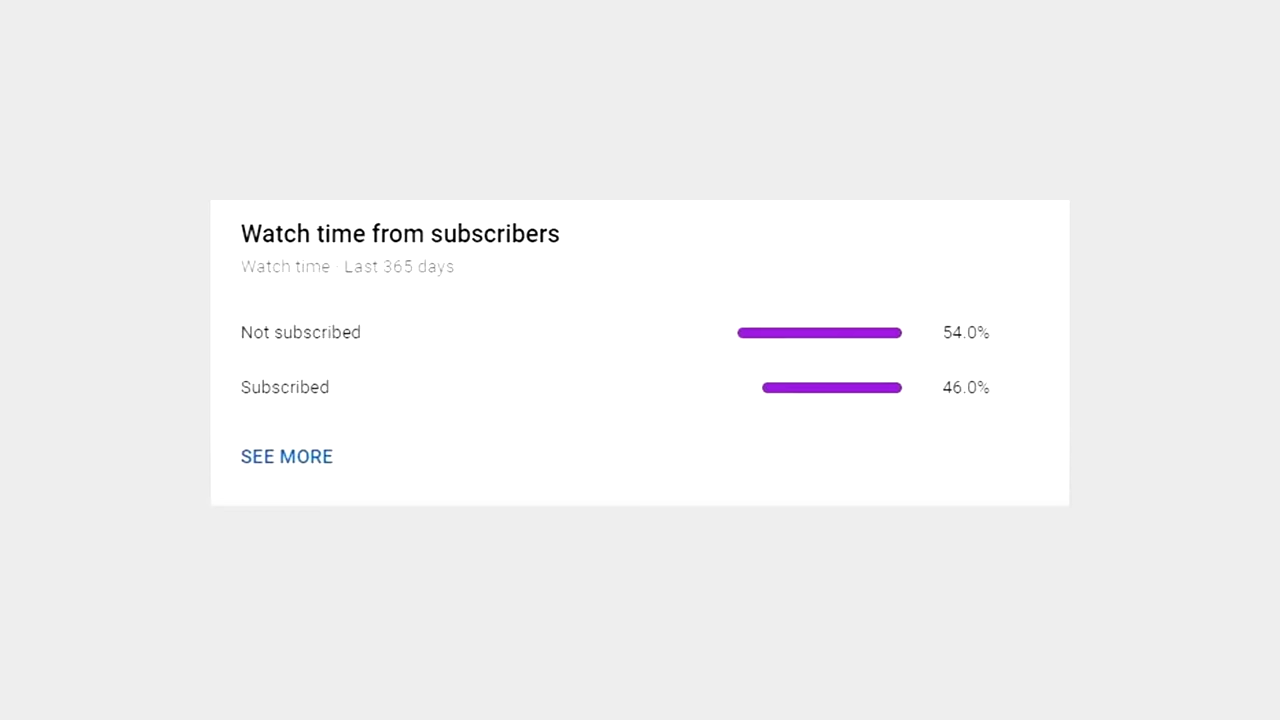 Watch time from subscribers
Watch time · Last 365 days
Not subscribed 54.0%
Subscribed 46.0%
SEE MORE